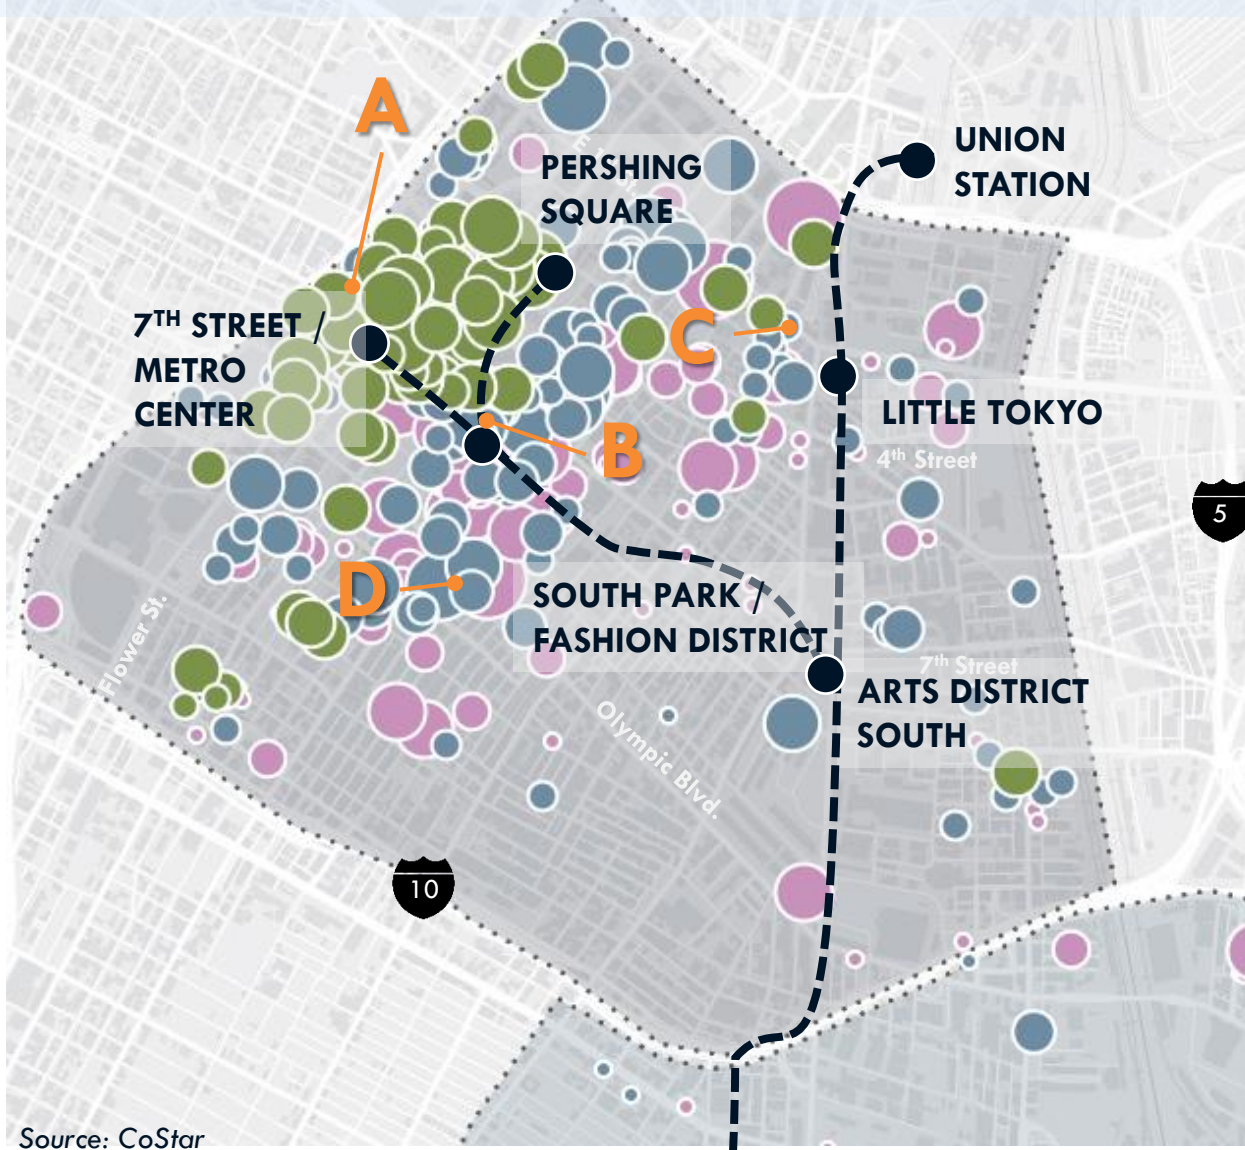 A
UNION
STATION
PERSHING
SQUARE
7TH STREET /
METRO
CENTER
C
LITTLE TOKYO
B
4th Street
5
D
SOUTH PARK /
FASHION DISTRICT
Flower St.
7th Street
ARTS DISTRICT
SOUTH
Olympic Blvd.
10
Source: CoStar